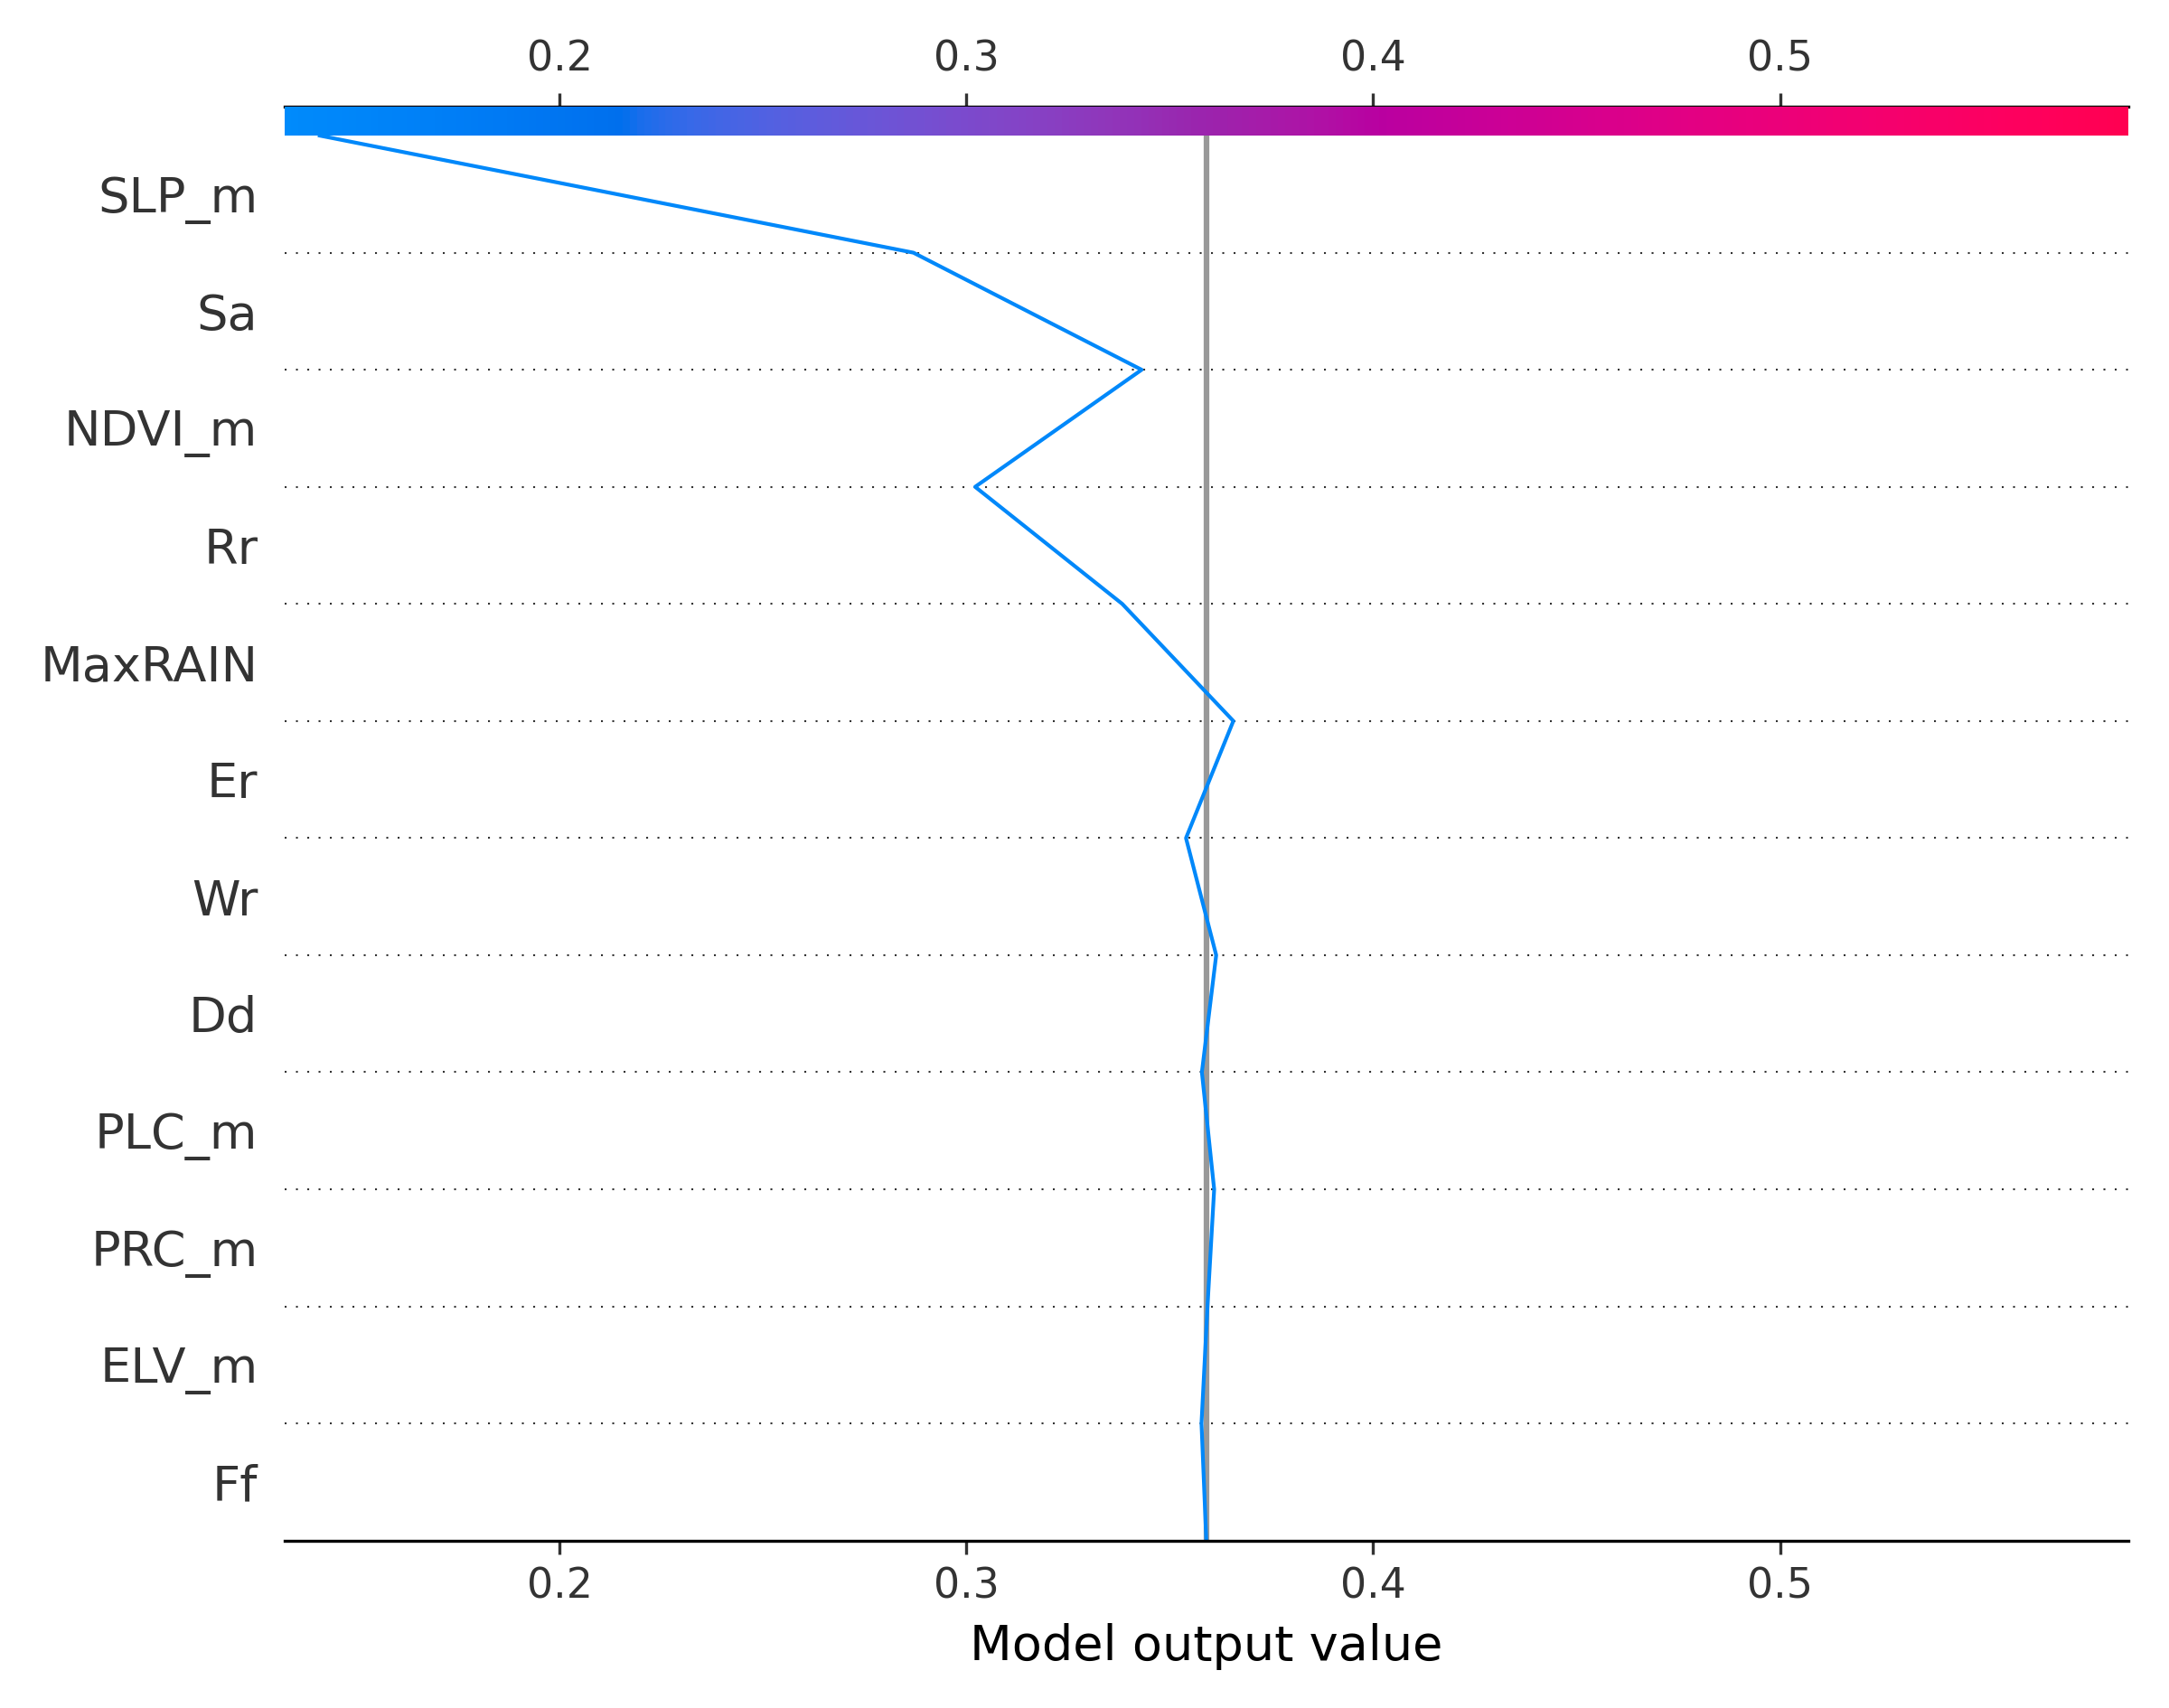 0.2 0.3 0.4 0.5
SLP_m
Sa
NDVI_m
Rr
MaxRAIN
Er
Wr
Dd
PLC_m
PRC_m
ELV_m
Ff
0.2 0.3 0.4 0.5
Model output value